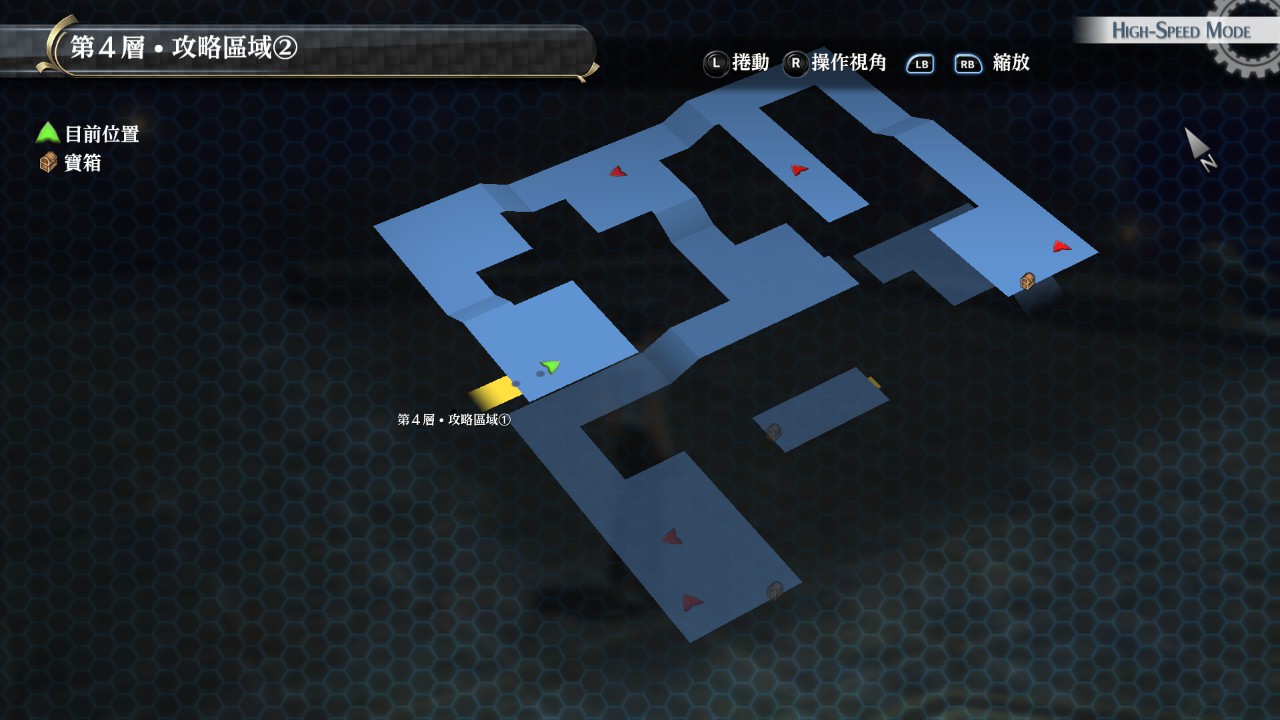 第４層・攻略區域②
HIGH-SPEED MODE
L 捲動 R 操作視角 LB RB 縮放
目前位置
寶箱
N
第４層・攻略區域①